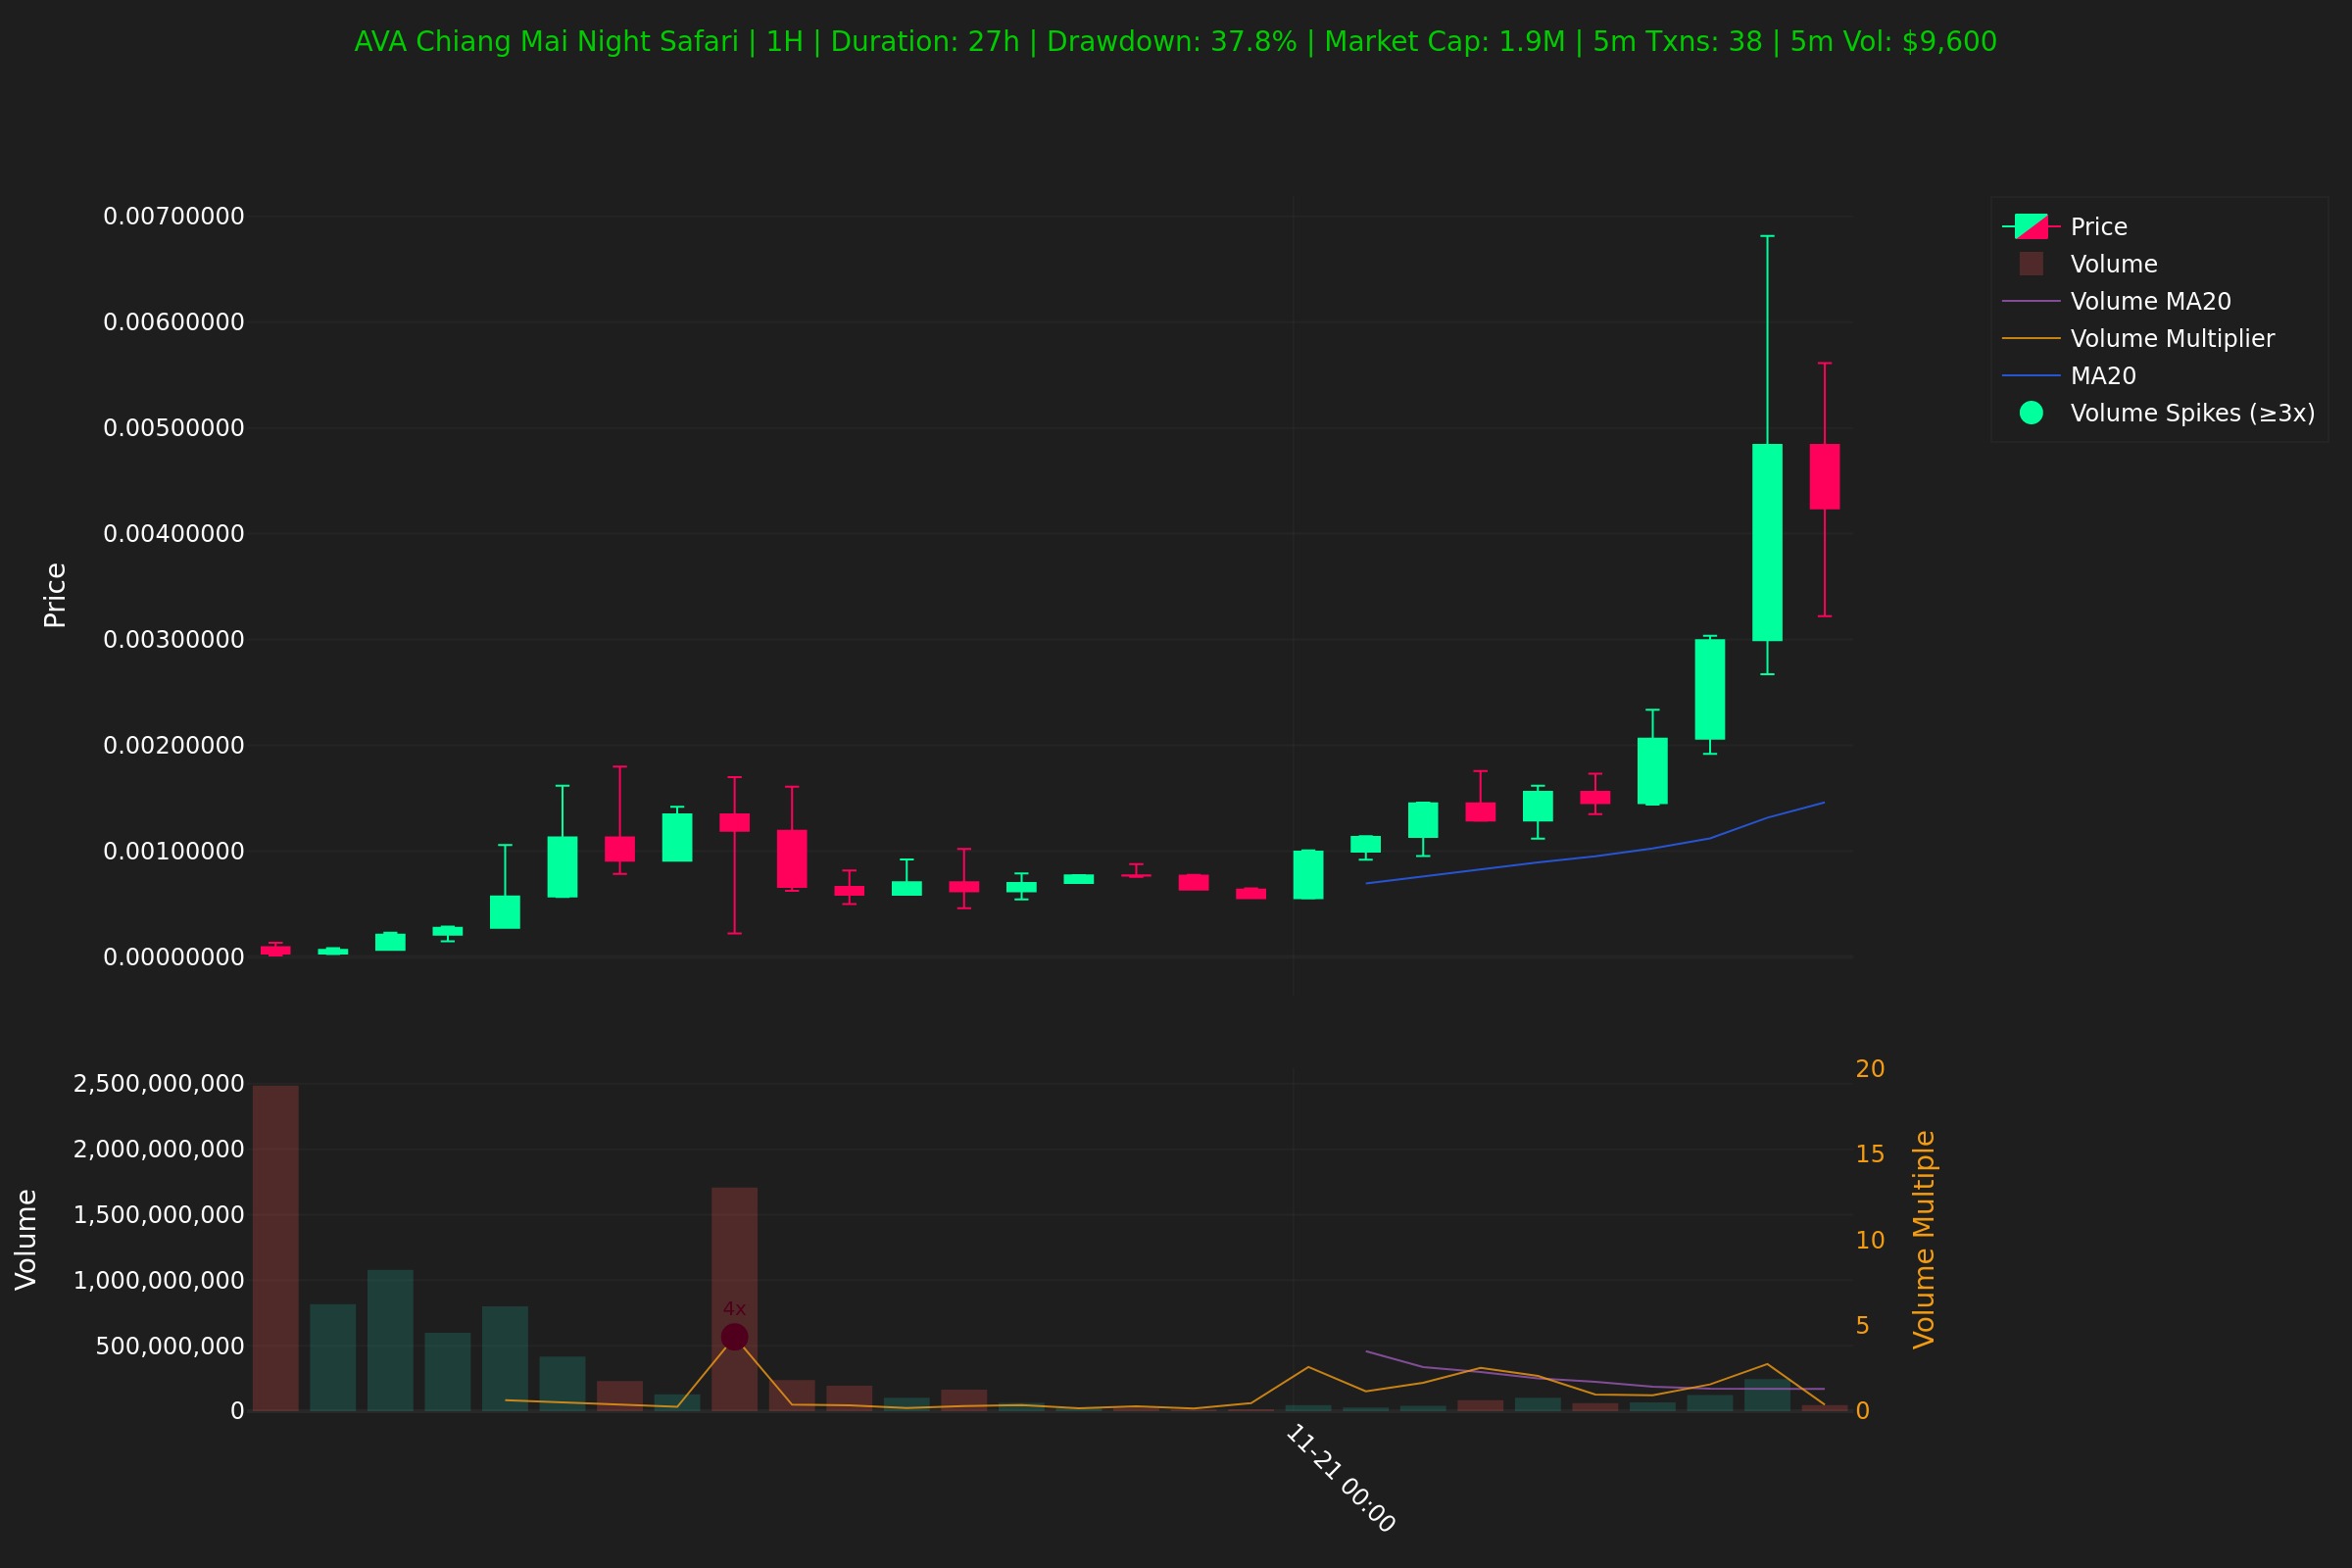 AVA Chiang Mai Night Safari | 1H | Duration: 27h | Drawdown: 37.8% | Market Cap: 1.9M | 5m Txns: 38 | 5m Vol: $9,600
0.00700000
0.00600000
0.00500000
0.00400000
0.00300000
0.00200000
0.00100000
0.00000000
Price
Price
Volume
Volume MA20
Volume Multiplier
MA20
Volume Spikes (≥3x)
2,500,000,000
2,000,000,000
1,500,000,000
1,000,000,000
500,000,000
0
Volume
4x
20
15
10
5
0
Volume Multiple
11-21 00:00